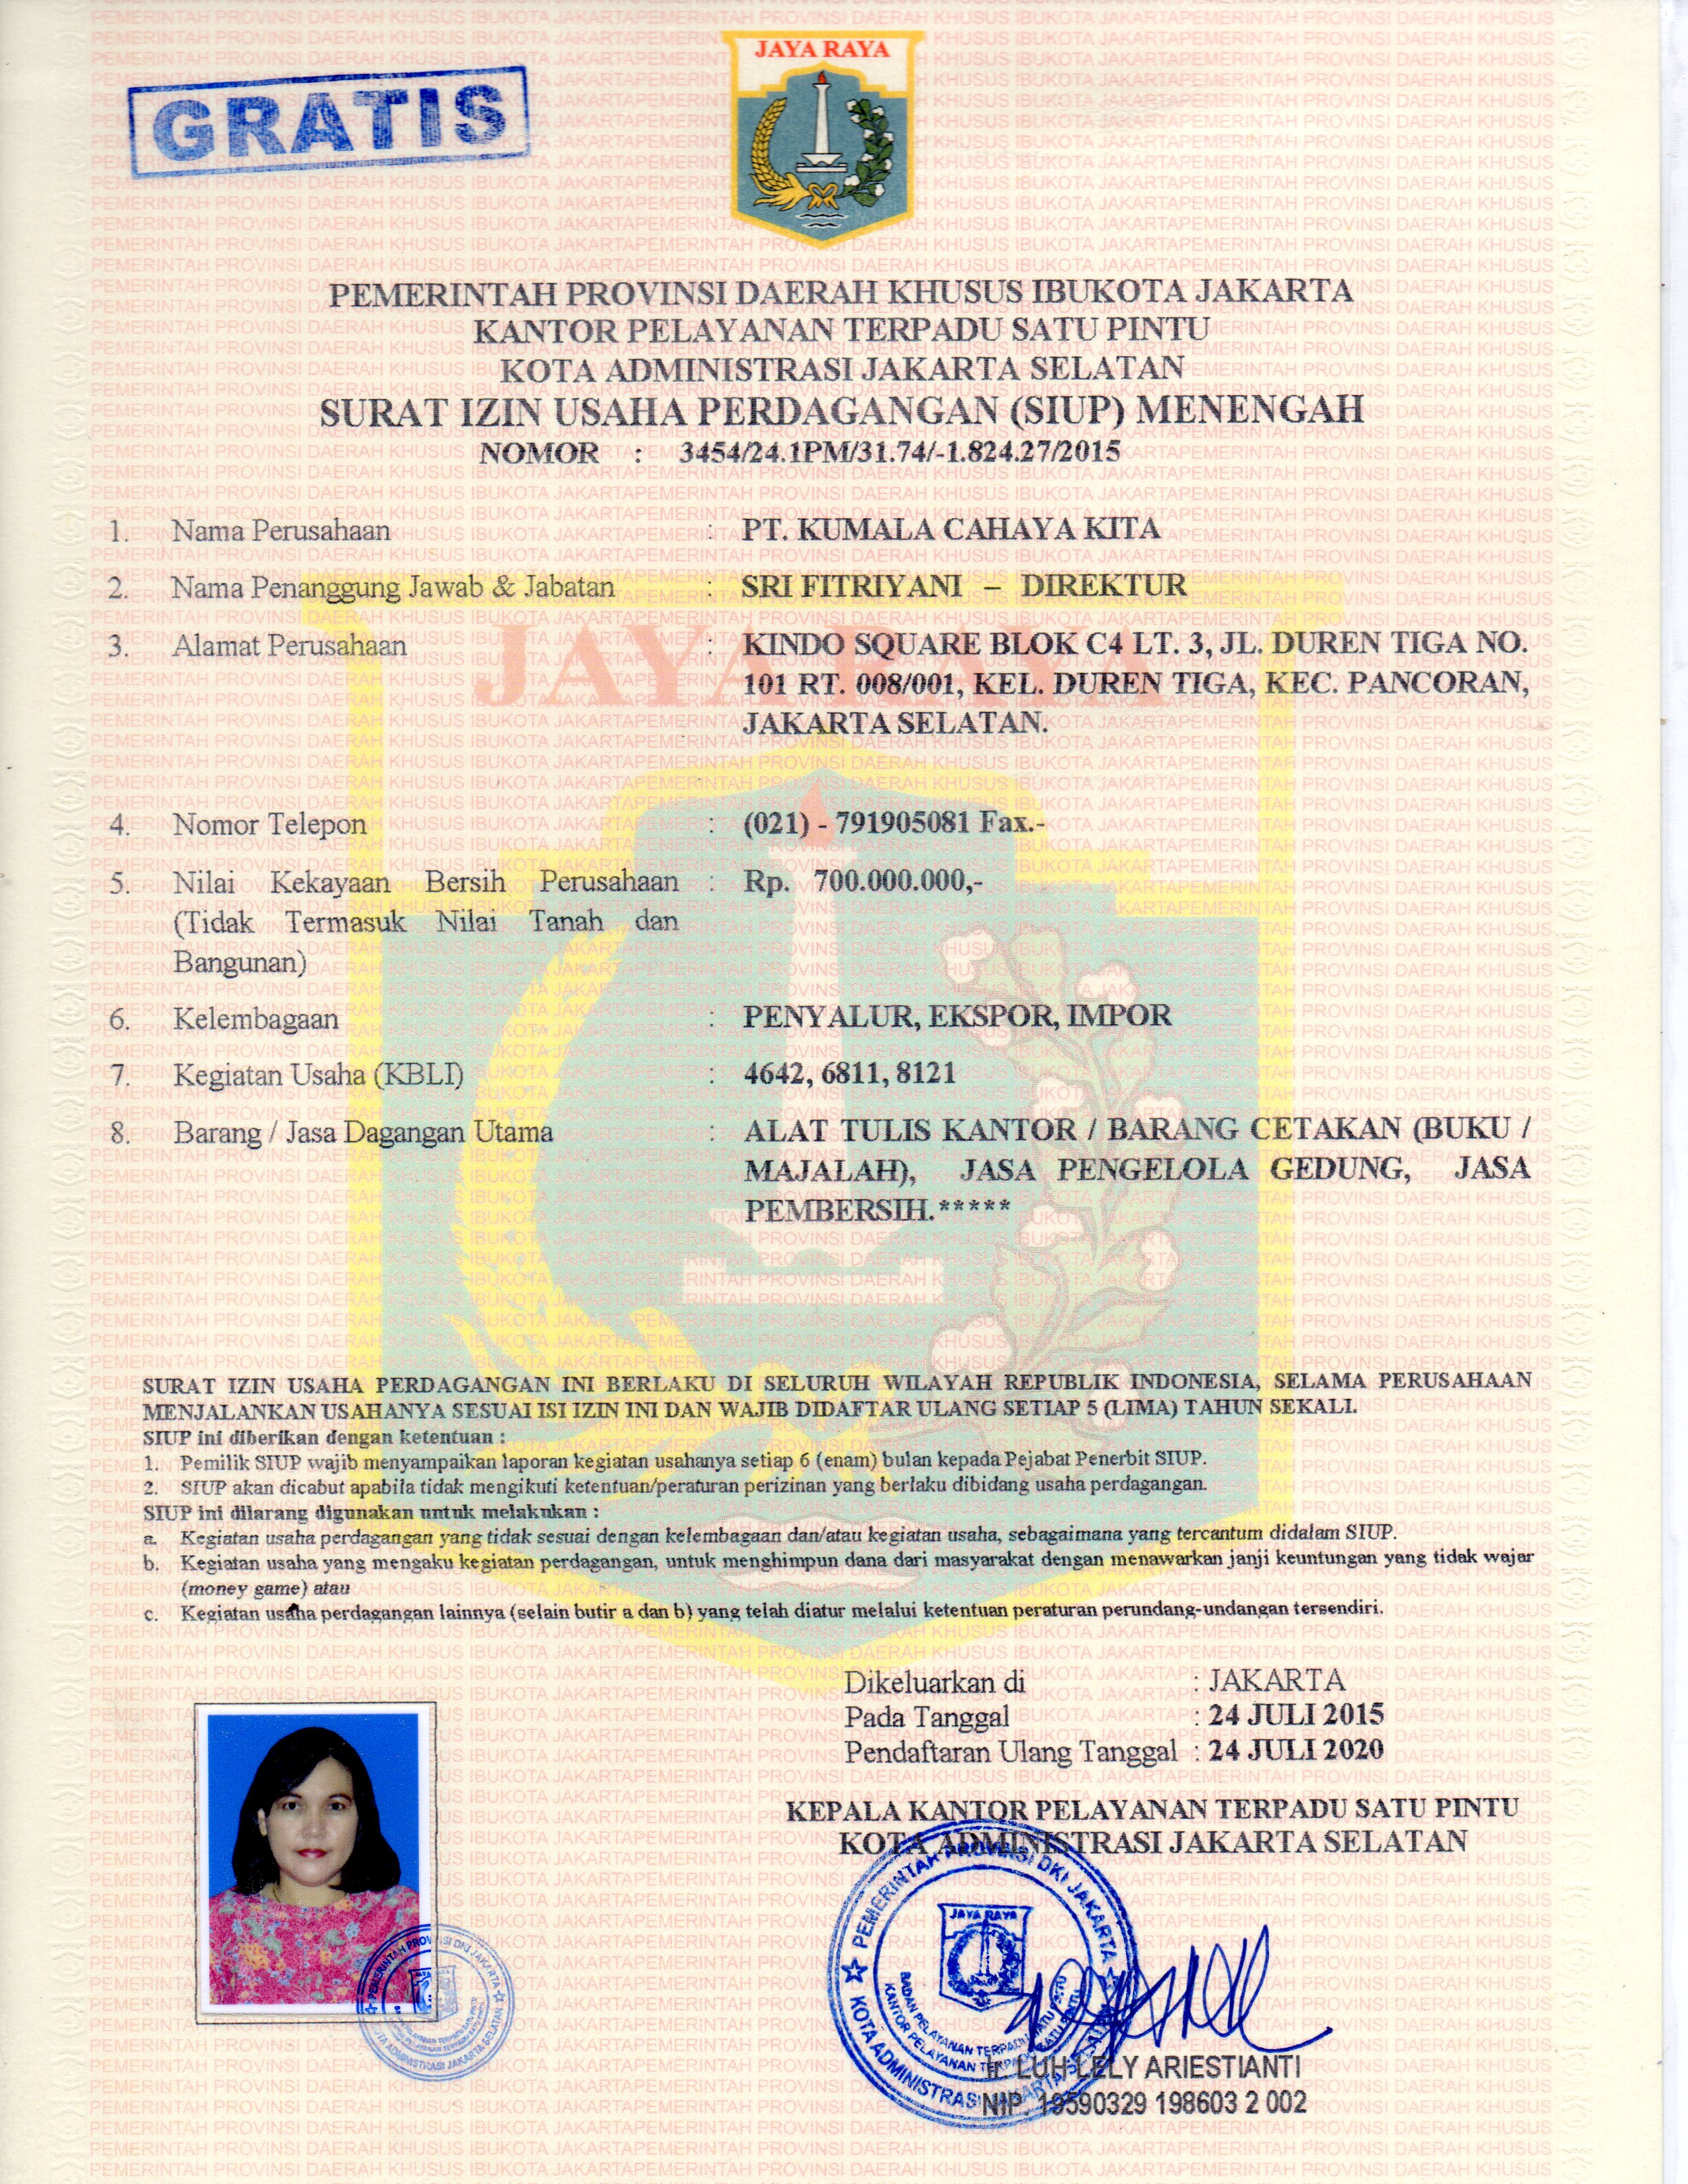 GRATIS
JAYA RAYA
PEMERINTAH PROVINSI DAERAH KHUSUS IBUKOTA JAKARTA
KANTOR PELAYANAN TERPADU SATU PINTU
KOTA ADMINISTRASI JAKARTA SELATAN
SURAT IZIN USAHA PERDAGANGAN (SIUP) MENENGAH
NOMOR : 3454/24.1PM/31.74/-1.824.27/2015
1. Nama Perusahaan : PT. KUMALA CAHAYA KITA
2. Nama Penanggung Jawab & Jabatan : SRI FITRIYANI – DIREKTUR
3. Alamat Perusahaan : KINDO SQUARE BLOK C4 LT. 3, JL. DUREN TIGA NO.
101 RT. 008/001, KEL. DUREN TIGA, KEC. PANCORAN,
JAKARTA SELATAN.
JAYA RAYA
4. Nomor Telepon : (021) - 791905081 Fax.-
5. Nilai Kekayaan Bersih Perusahaan : Rp. 700.000.000,-
(Tidak Termasuk Nilai Tanah dan
Bangunan)
6. Kelembagaan : PENYALUR, EKSPOR, IMPOR
7. Kegiatan Usaha (KBLI) : 4642, 6811, 8121
8. Barang / Jasa Dagangan Utama : ALAT TULIS KANTOR / BARANG CETAKAN (BUKU /
MAJALAH), JASA PENGELOLA GEDUNG, JASA
PEMBERSIH.*****
SURAT IZIN USAHA PERDAGANGAN INI BERLAKU DI SELURUH WILAYAH REPUBLIK INDONESIA, SELAMA PERUSAHAAN
MENJALANKAN USAHANYA SESUAI ISI IZIN INI DAN WAJIB DIDAFTAR ULANG SETIAP 5 (LIMA) TAHUN SEKALI.
SIUP ini diberikan dengan ketentuan :
1. Pemilik SIUP wajib menyampaikan laporan kegiatan usahanya setiap 6 (enam) bulan kepada Pejabat Penerbit SIUP.
2. SIUP akan dicabut apabila tidak mengikuti ketentuan/peraturan perizinan yang berlaku dibidang usaha perdagangan.
SIUP ini dilarang digunakan untuk melakukan :
a. Kegiatan usaha perdagangan yang tidak sesuai dengan kelembagaan dan/atau kegiatan usaha, sebagaimana yang tercantum didalam SIUP.
b. Kegiatan usaha yang mengaku kegiatan perdagangan, untuk menghimpun dana dari masyarakat dengan menawarkan janji keuntungan yang tidak wajar
(money game) atau
c. Kegiatan usaha perdagangan lainnya (selain butir a dan b) yang telah diatur melalui ketentuan peraturan perundang-undangan tersendiri.
Dikeluarkan di : JAKARTA
Pada Tanggal : 24 JULI 2015
Pendaftaran Ulang Tanggal : 24 JULI 2020
KEPALA KANTOR PELAYANAN TERPADU SATU PINTU
KOTA ADMINISTRASI JAKARTA SELATAN
PEMERINTAH PROVINSI DKI JAKARTA
JAYA RAYA
BADAN PELAYANAN TERPADU SATU PINTU
KANTOR PELAYANAN TERPADU SATU PINTU
KOTA ADMINISTRASI JAKARTA SELATAN
PEMERINTAH PROVINSI DKI JAKARTA
KOTA ADMINISTRASI JAKARTA SELATAN
Ir. LUH LELY ARIESTIANTI
NIP. 19590329 198603 2 002